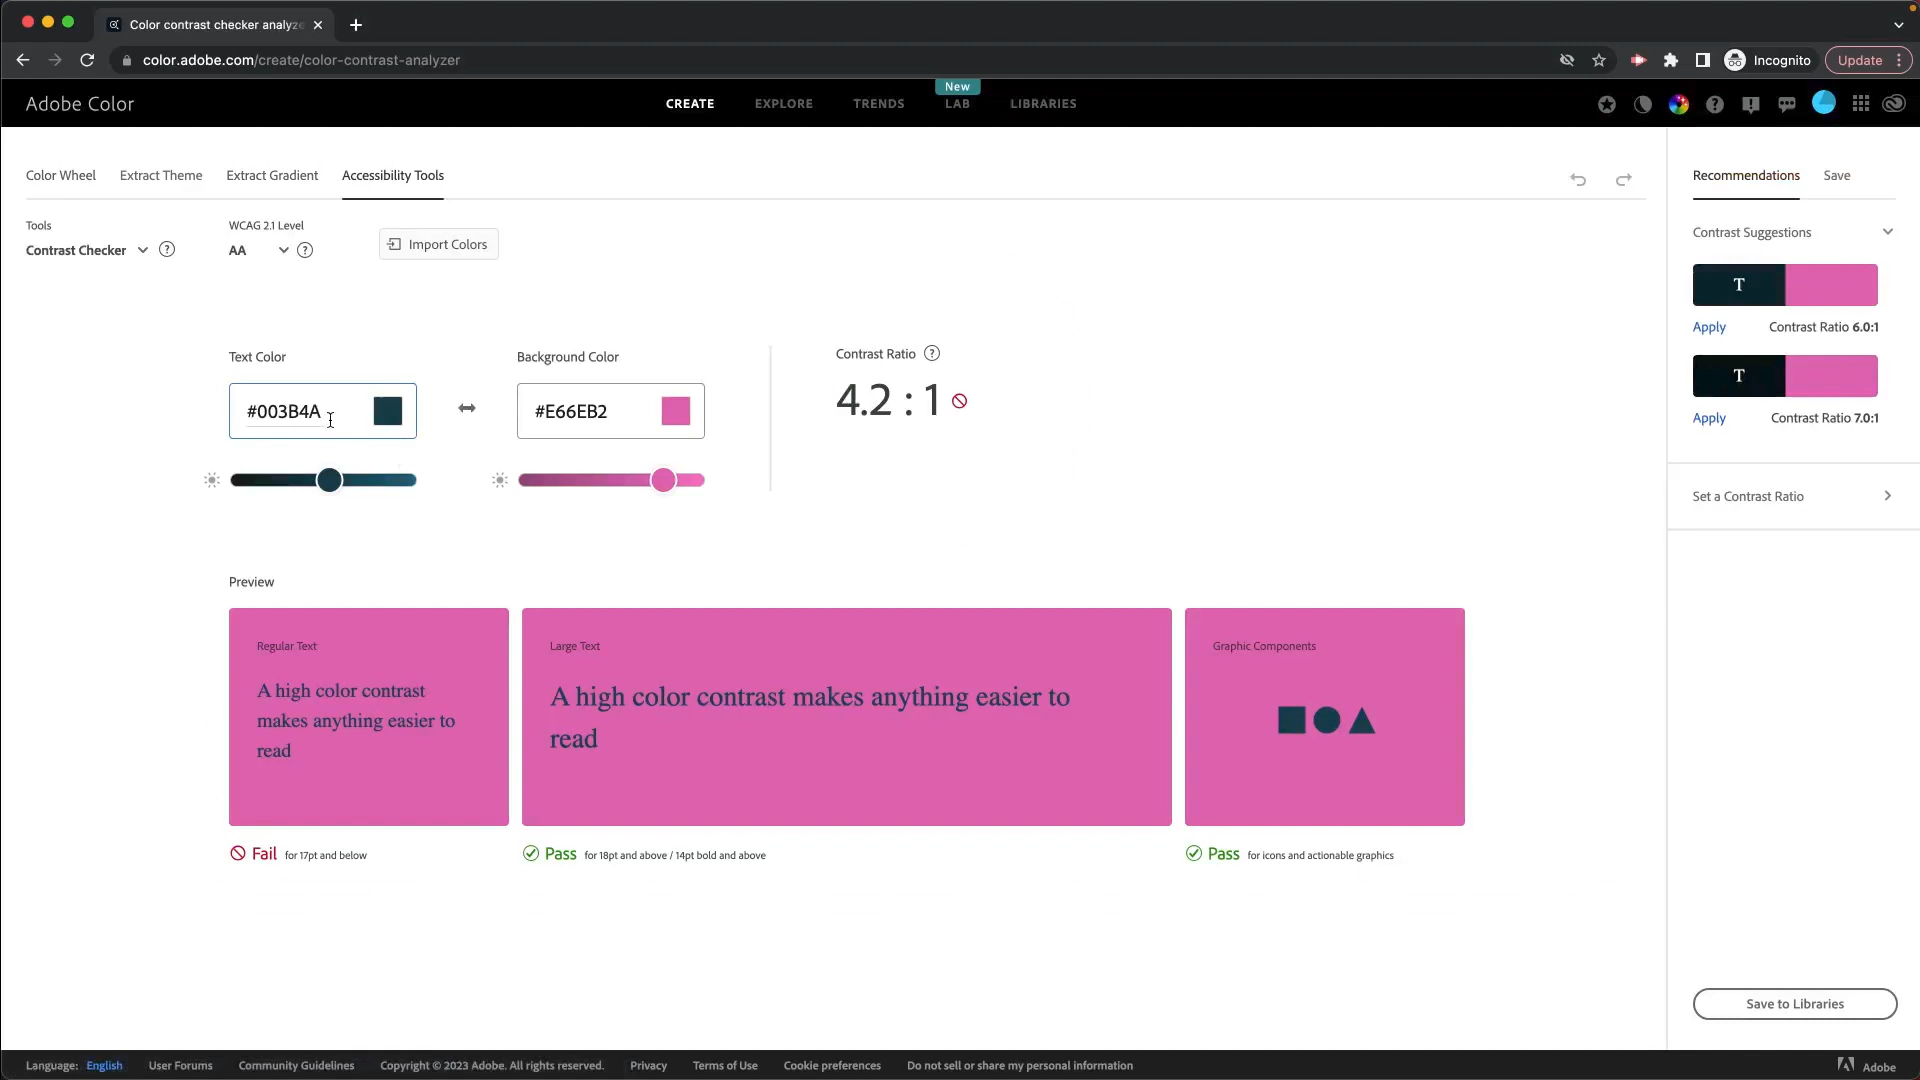 Color contrast checker analyze
color.adobe.com/create/color-contrast-analyzer
Incognito
Update
Adobe Color
CREATE
EXPLORE
TRENDS
New
LAB
LIBRARIES
Color Wheel
Extract Theme
Extract Gradient
Accessibility Tools
Tools
Contrast Checker
WCAG 2.1 Level
AA
Import Colors
Text Color
#003B4A
Background Color
#E66EB2
Contrast Ratio
4.2 : 1
Preview
Regular Text
A high color contrast
makes anything easier to
read
Fail for 17pt and below
Large Text
A high color contrast makes anything easier to
read
Pass for 18pt and above / 14pt bold and above
Graphic Components
Pass for icons and actionable graphics
Recommendations
Save
Contrast Suggestions
T
Apply Contrast Ratio 6.0:1
T
Apply Contrast Ratio 7.0:1
Set a Contrast Ratio
Save to Libraries
Language: English
User Forums
Community Guidelines
Copyright © 2023 Adobe. All rights reserved.
Privacy
Terms of Use
Cookie preferences
Do not sell or share my personal information
Adobe